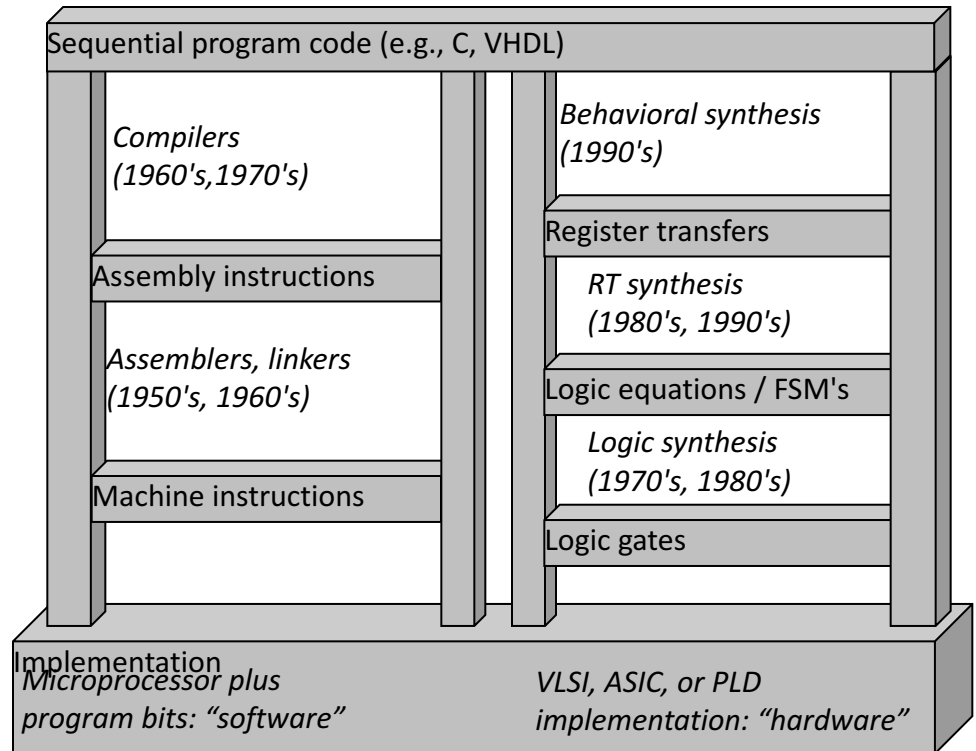 Sequential program code (e.g., C, VHDL)
Compilers
(1960's,1970's)
Assembly instructions
Assemblers, linkers
(1950's, 1960's)
Machine instructions
Behavioral synthesis
(1990's)
Register transfers
RT synthesis
(1980's, 1990's)
Logic equations / FSM's
Logic synthesis
(1970's, 1980's)
Logic gates
Implementation
Microprocessor plus
program bits: “software”
VLSI, ASIC, or PLD
implementation: “hardware”